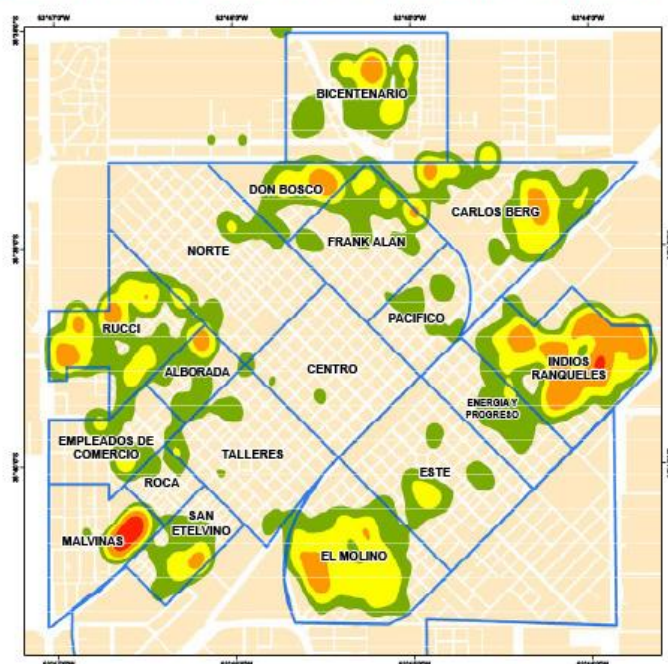 BICENTENARIO
DON BOSCO
CARLOS BERG
FRANK ALAN
NORTE
PACIFICO
RUCCI
INDIOS
RANQUELES
ALBORADA
CENTRO
ENERGIA Y
PROGRESO
EMPLEADOS DE
COMERCIO
TALLERES
ESTE
ROCA
SAN
ETELVINO
MALVINAS
EL MOLINO